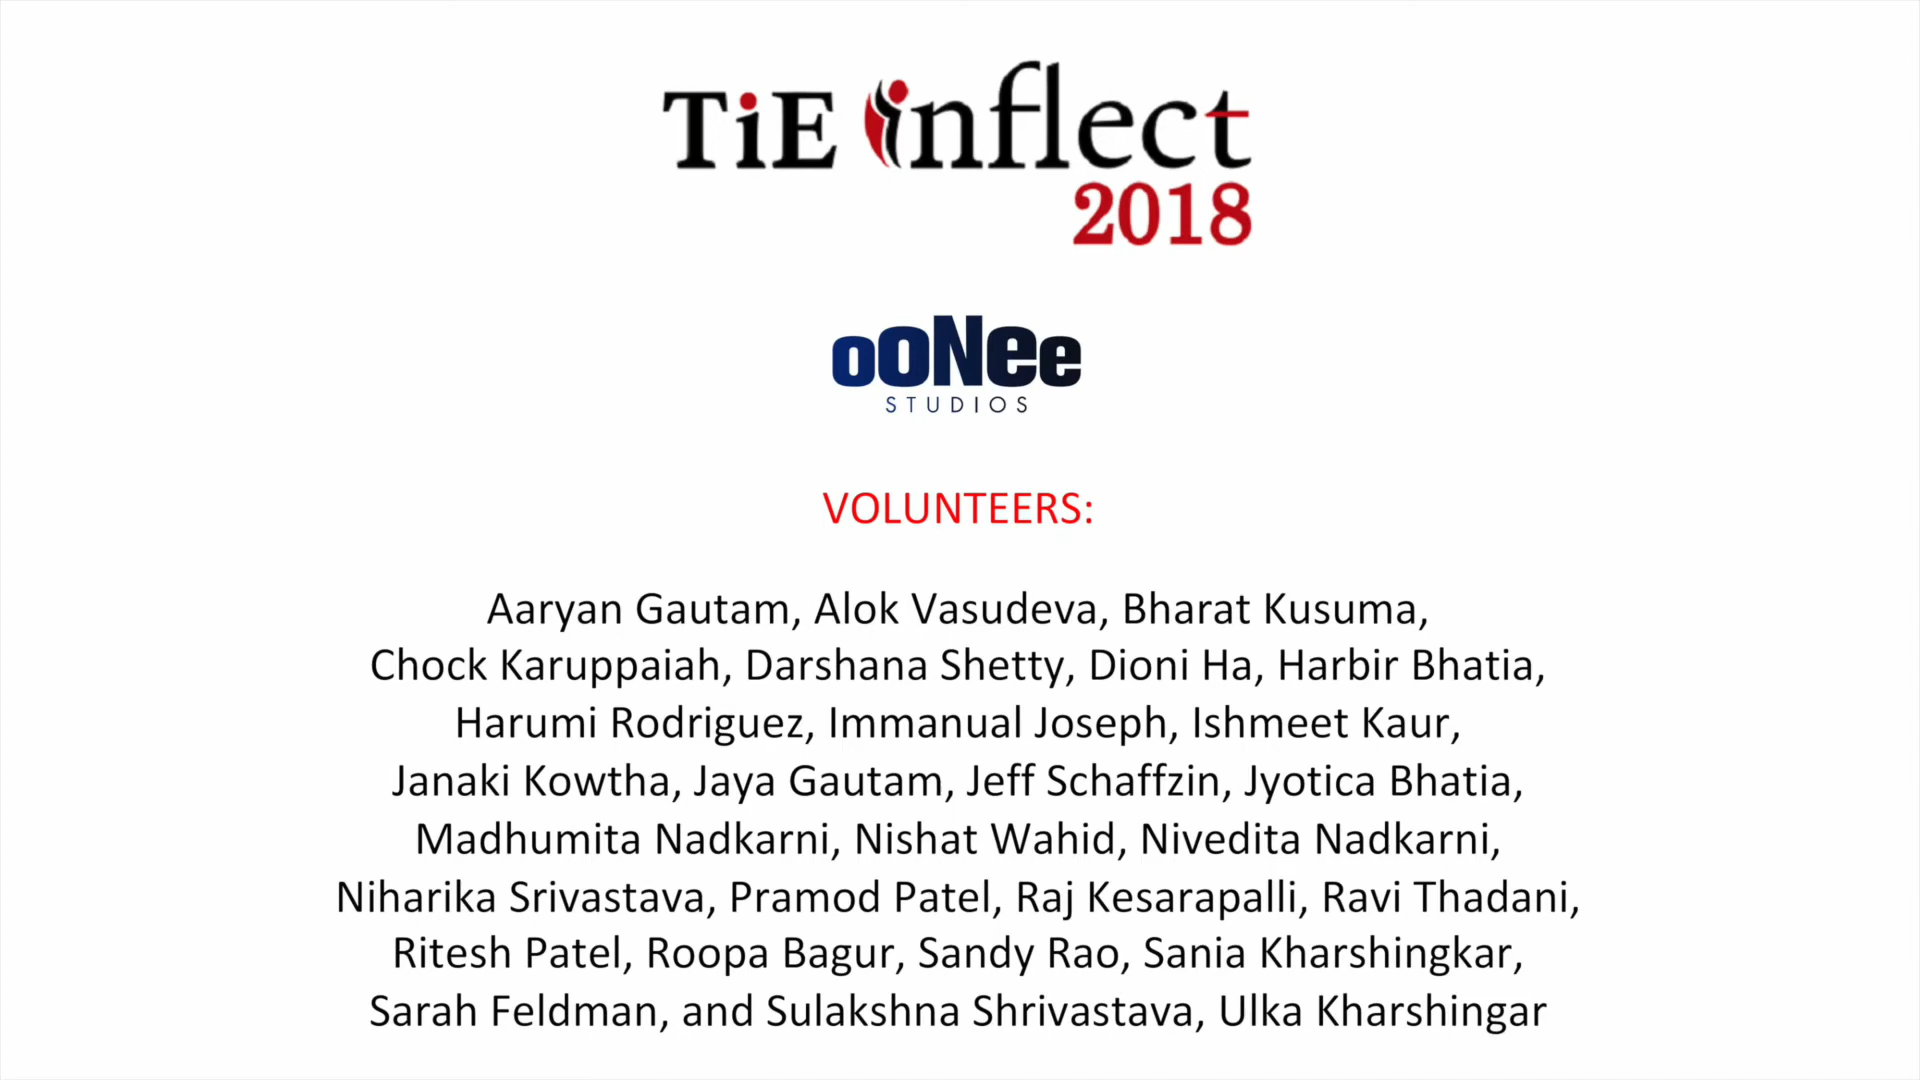 TiE inflect
2018
ooNee
STUDIOS
VOLUNTEERS:
Aaryan Gautam, Alok Vasudeva, Bharat Kusuma,
Chock Karuppaiah, Darshana Shetty, Dioni Ha, Harbir Bhatia,
Harumi Rodriguez, Immanual Joseph, Ishmeet Kaur,
Janaki Kowtha, Jaya Gautam, Jeff Schaffzin, Jyotica Bhatia,
Madhumita Nadkarni, Nishat Wahid, Nivedita Nadkarni,
Niharika Srivastava, Pramod Patel, Raj Kesarapalli, Ravi Thadani,
Ritesh Patel, Roopa Bagur, Sandy Rao, Sania Kharshingkar,
Sarah Feldman, and Sulakshna Shrivastava, Ulka Kharshingar